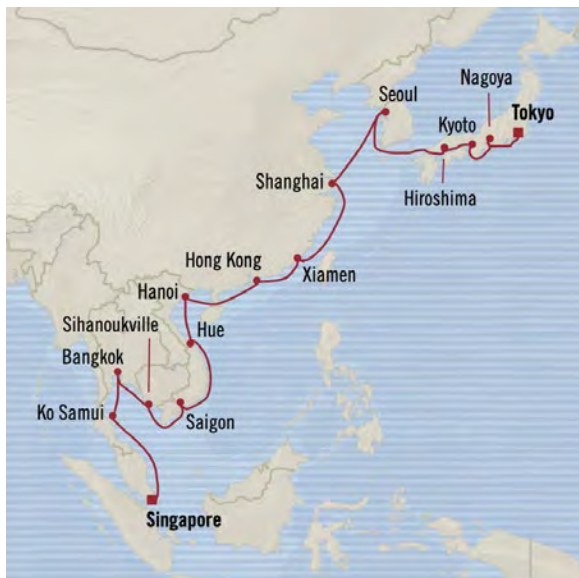 Nagoya
Seoul
Kyoto
Tokyo
Shanghai
Hiroshima
Hong Kong
Xiamen
Hanoi
Sihanoukville
Hue
Bangkok
Ko Samui
Saigon
Singapore